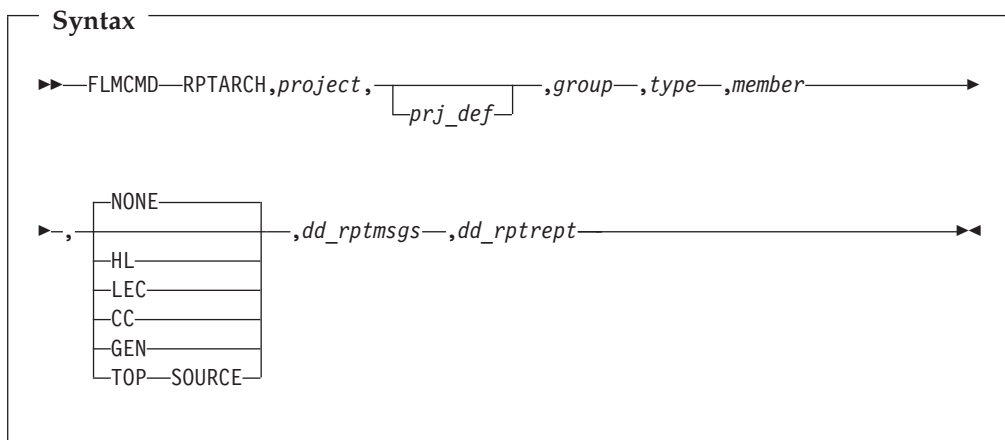 Syntax
FLMCMD RPTARCH,project, ,group ,type ,member
prj_def
NONE
, ,dd_rptmsgs ,dd_rptrept
HL
LEC
CC
GEN
TOP SOURCE